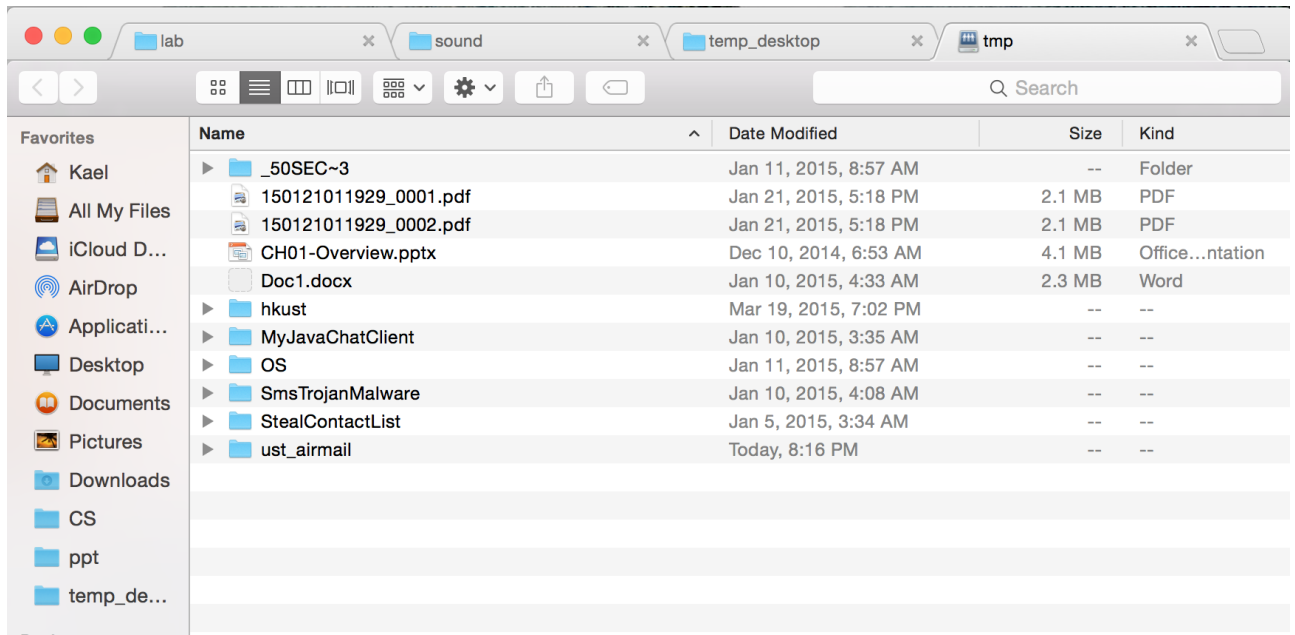 lab sound temp_desktop tmp
Search
Favorites
Kael
All My Files
iCloud D...
AirDrop
Applicati...
Desktop
Documents
Pictures
Downloads
CS
ppt
temp_de...
Name Date Modified Size Kind
_50SEC~3 Jan 11, 2015, 8:57 AM -- Folder
150121011929_0001.pdf Jan 21, 2015, 5:18 PM 2.1 MB PDF
150121011929_0002.pdf Jan 21, 2015, 5:18 PM 2.1 MB PDF
CH01-Overview.pptx Dec 10, 2014, 6:53 AM 4.1 MB Office...ntation
Doc1.docx Jan 10, 2015, 4:33 AM 2.3 MB Word
hkust Mar 19, 2015, 7:02 PM -- --
MyJavaChatClient Jan 10, 2015, 3:35 AM -- --
OS Jan 11, 2015, 8:57 AM -- --
SmsTrojanMalware Jan 10, 2015, 4:08 AM -- --
StealContactList Jan 5, 2015, 3:34 AM -- --
ust_airmail Today, 8:16 PM -- --